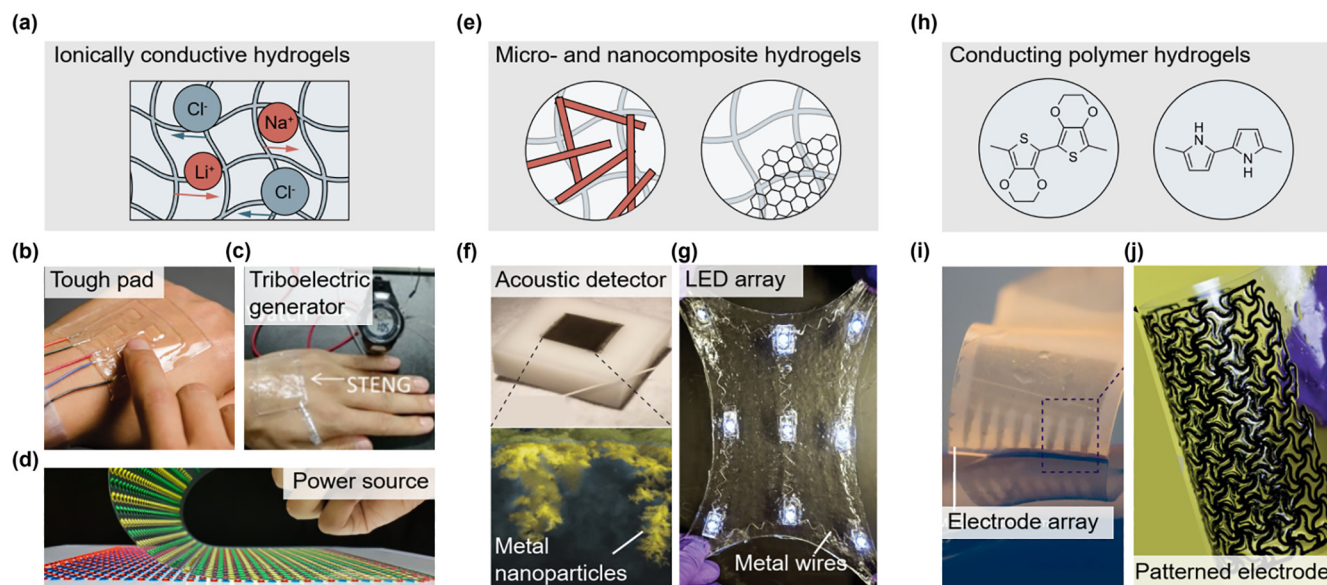 (a)
Ionically conductive hydrogels
Cl-
Na+
Li+
Cl-
(b)
Tough pad
(c)
Triboelectric
generator
STENG
(d)
Power source
(e)
Micro- and nanocomposite hydrogels
(f)
Acoustic detector
Metal
nanoparticles
(g)
LED array
Metal wires
(h)
Conducting polymer hydrogels
O
O
S
S
O
O
H
N
N
H
(i)
Electrode array
(j)
Patterned electrode